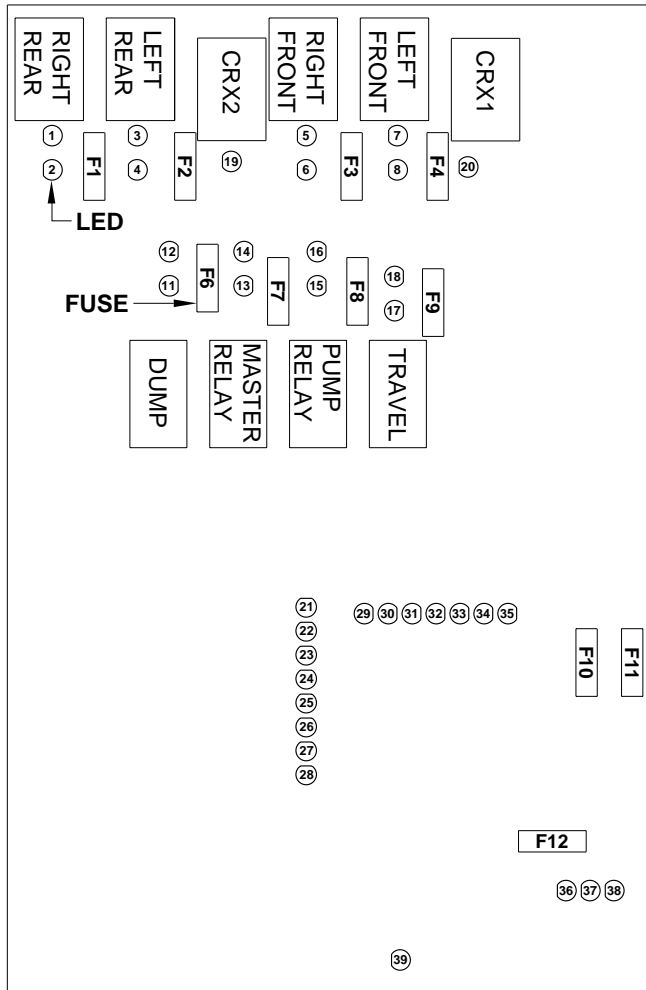 RIGHT
REAR
LEFT
REAR
CRX2
RIGHT
FRONT
LEFT
FRONT
CRX1
1
3
5
7
2
F1
4
F2
19
6
F3
8
F4
20
LED
12
14
16
18
11
F6
13
F7
15
F8
17
F9
FUSE
DUMP
MASTER
RELAY
PUMP
RELAY
TRAVEL
21
29 30 31 32 33 34 35
22
23
24
25
26
27
28
F10
F11
F12
36 37 38
39